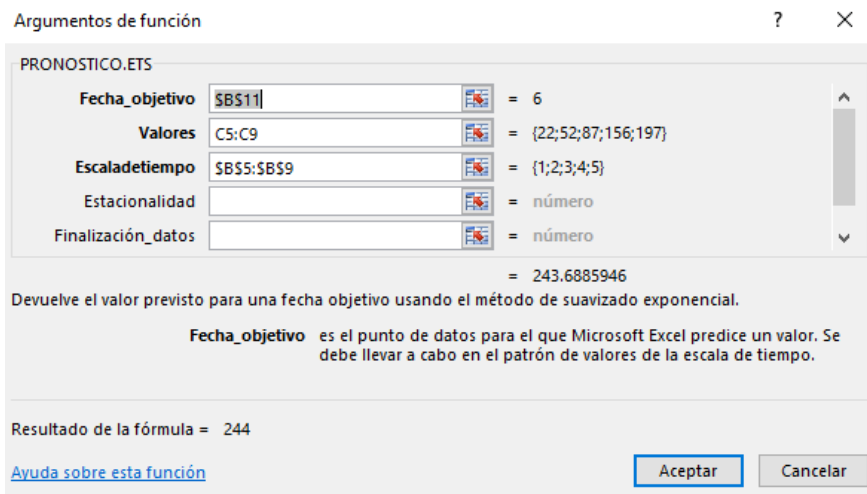 Argumentos de función ? ×
PRONOSTICO.ETS
Fecha_objetivo $B$11 = 6
Valores C5:C9 = {22;52;87;156;197}
Escaladetiempo $B$5:$B$9 = {1;2;3;4;5}
Estacionalidad = número
Finalización_datos = número
= 243.6885946
Devuelve el valor previsto para una fecha objetivo usando el método de suavizado exponencial.
Fecha_objetivo es el punto de datos para el que Microsoft Excel predice un valor. Se
debe llevar a cabo en el patrón de valores de la escala de tiempo.
Resultado de la fórmula = 244
Ayuda sobre esta función Aceptar Cancelar